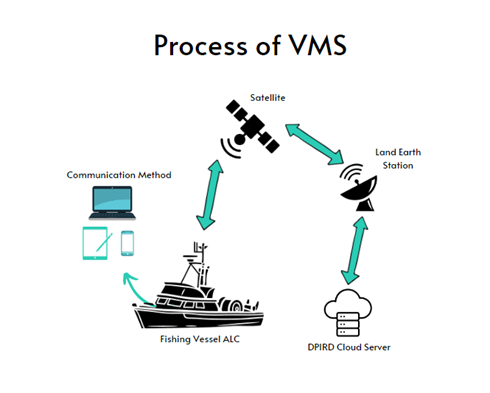 Process of VMS
Satellite
Land Earth
Station
Communication Method
Fishing Vessel ALC
DPIRD Cloud Server